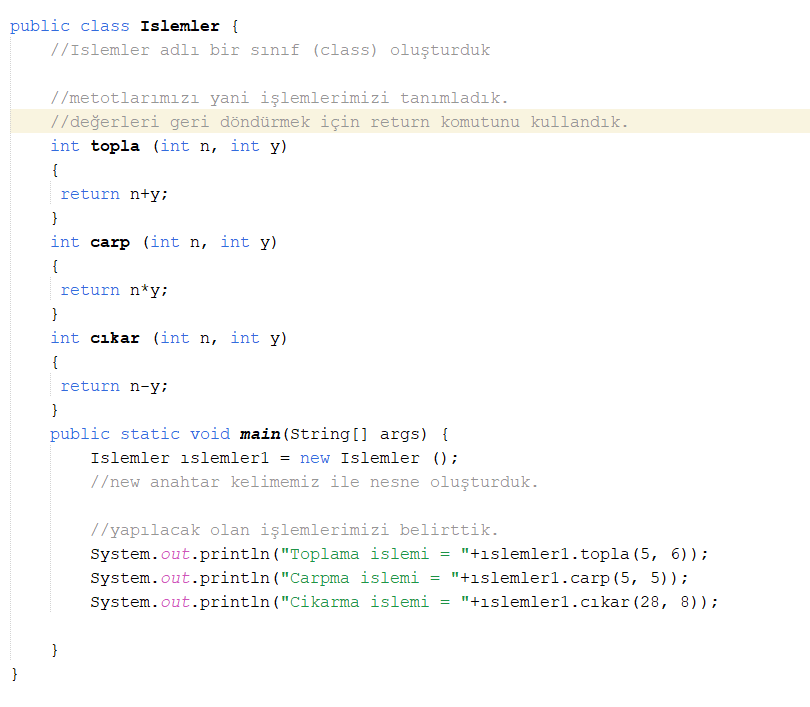 public class Islemler {
//Islemler adlı bir sınıf (class) oluşturduk
//metotlarımızı yani işlemlerimizi tanımladık.
//değerleri geri döndürmek için return komutunu kullandık.
int topla (int n, int y)
{
return n+y;
}
int carp (int n, int y)
{
return n*y;
}
int cıkar (int n, int y)
{
return n-y;
}
public static void main(String[] args) {
Islemler ıslemler1 = new Islemler ();
//new anahtar kelimemiz ile nesne oluşturduk.
//yapılacak olan işlemlerimizi belirttik.
System.out.println("Toplama islemi = "+ıslemler1.topla(5, 6));
System.out.println("Carpma islemi = "+ıslemler1.carp(5, 5));
System.out.println("Cikarma islemi = "+ıslemler1.cıkar(28, 8));
}
}